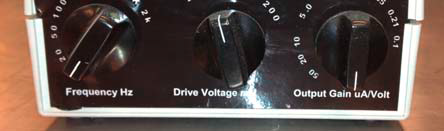 20 50 100 2k
200
50 20 10 5.0 0.21 0.1
Frequency Hz
Drive Voltage
Output Gain uA/Volt